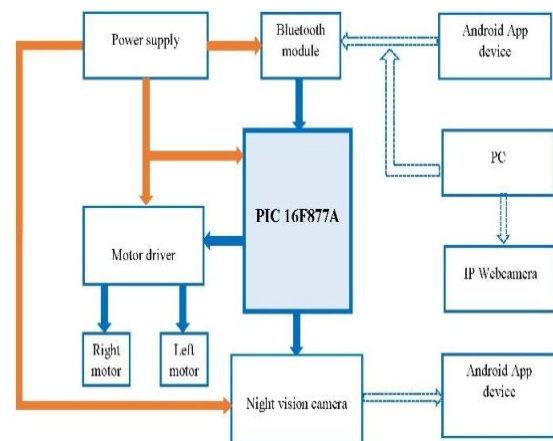 Power supply
Bluetooth
module
Android App
device
PC
PIC 16F877A
Motor driver
IP Webcamera
Right
motor
Left
motor
Night vision camera
Android App
device